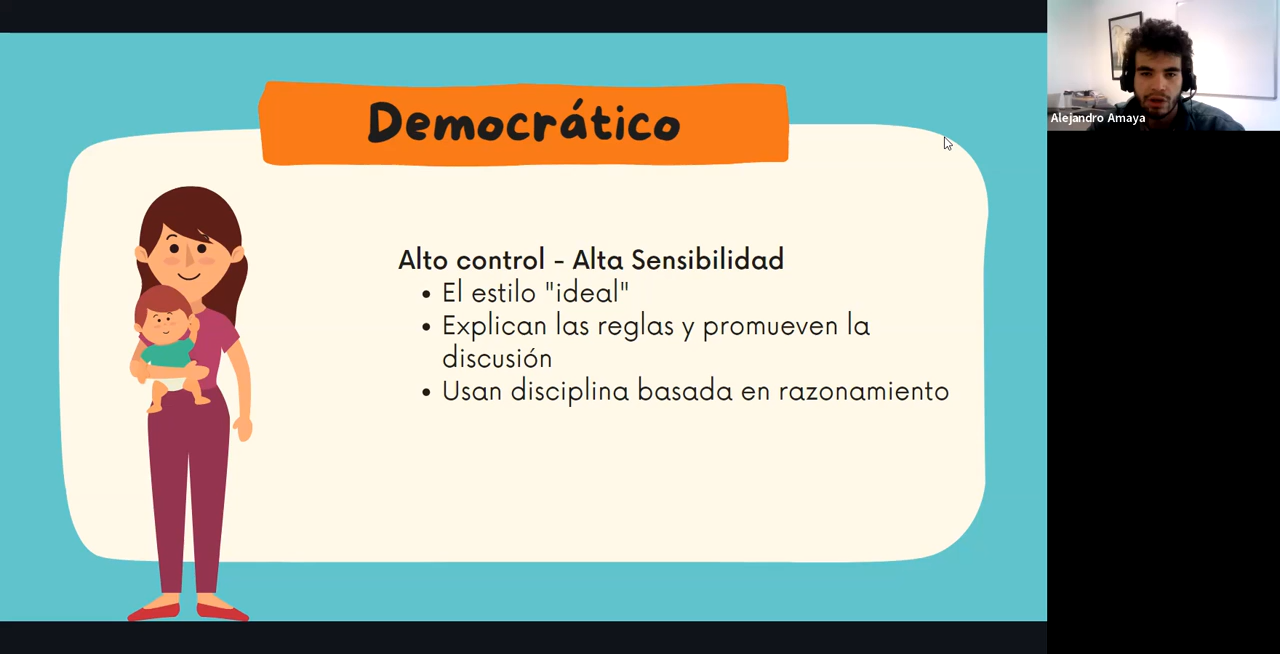 Democrático
Alto control - Alta Sensibilidad
• El estilo "ideal"
• Explican las reglas y promueven la
discusión
• Usan disciplina basada en razonamiento
Alejandro Amaya